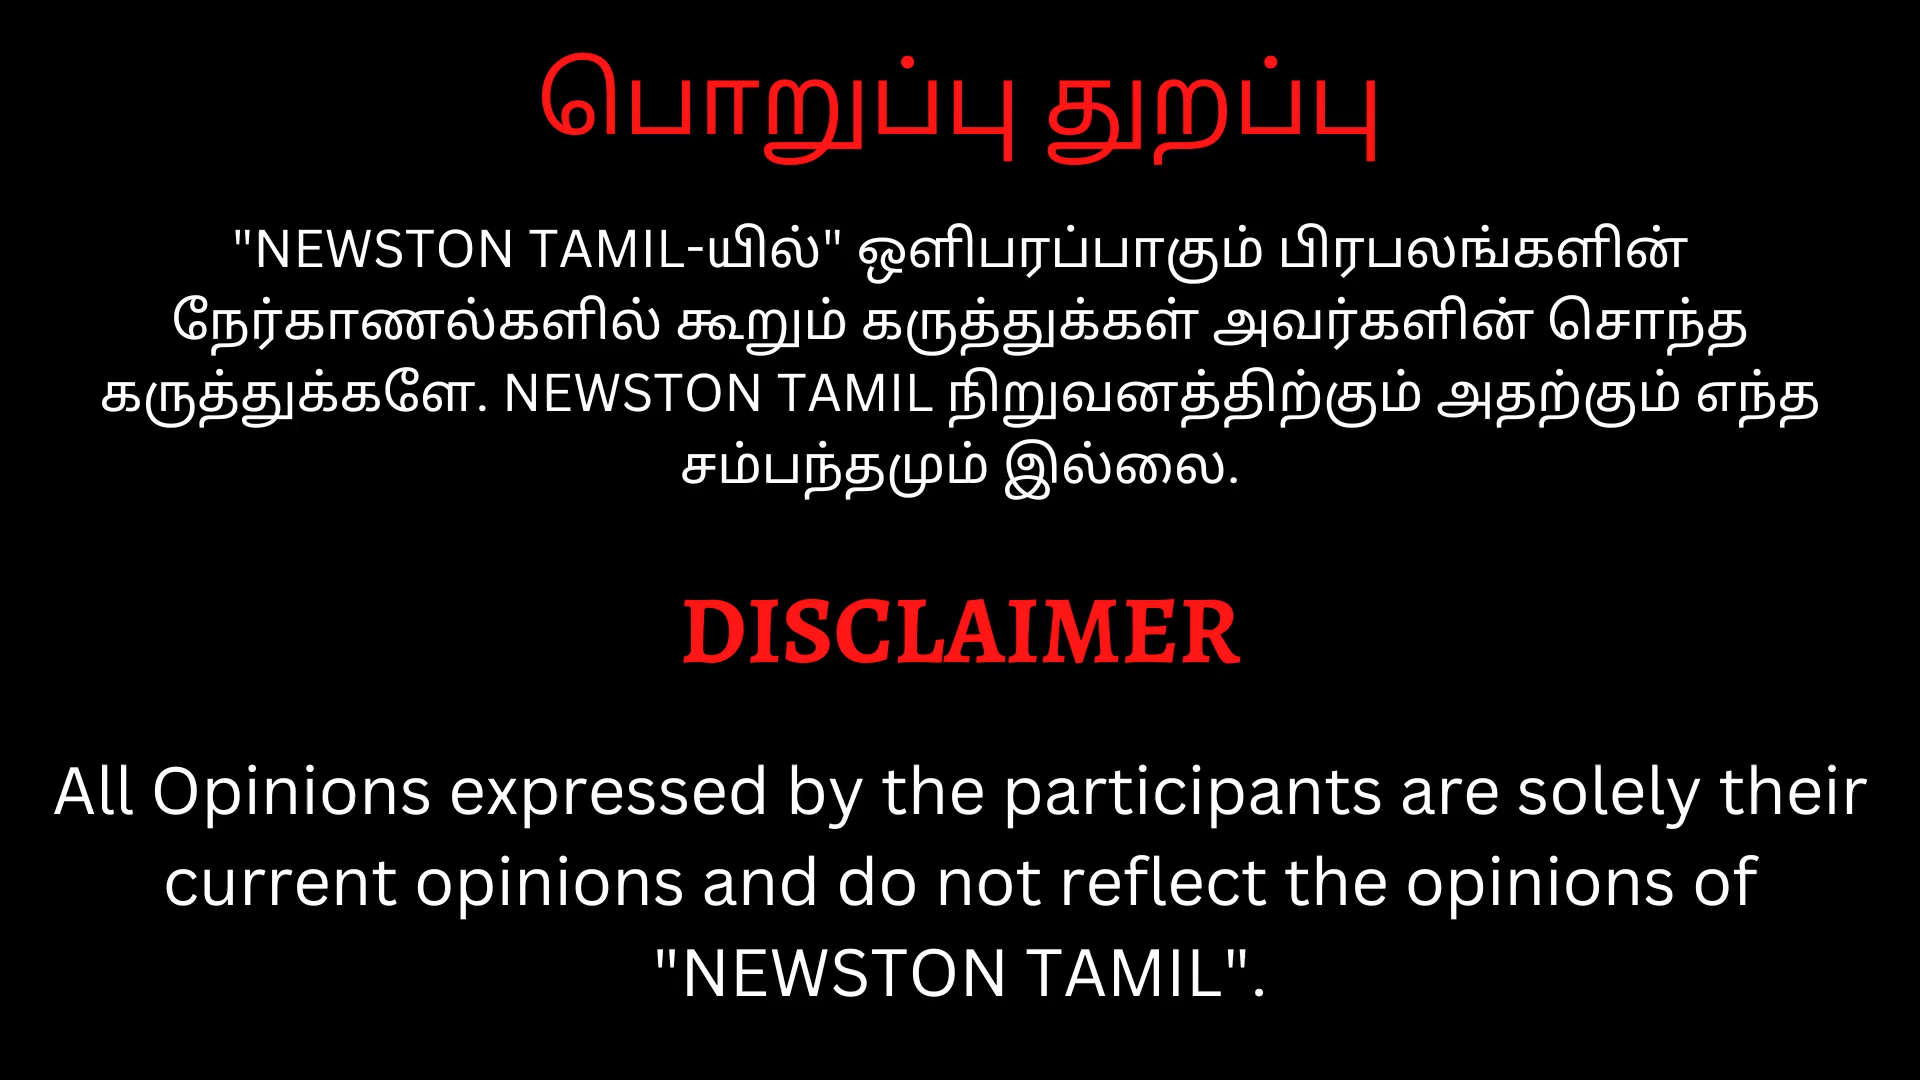 பொறுப்பு துறப்பு
"NEWSTON TAMIL-யில்" ஒளிபரப்பாகும் பிரபலங்களின்
நேர்காணல்களில் கூறும் கருத்துக்கள் அவர்களின் சொந்த
கருத்துக்களே. NEWSTON TAMIL நிறுவனத்திற்கும் அதற்கும் எந்த
சம்பந்தமும் இல்லை.
DISCLAIMER
All Opinions expressed by the participants are solely their
current opinions and do not reflect the opinions of
"NEWSTON TAMIL".